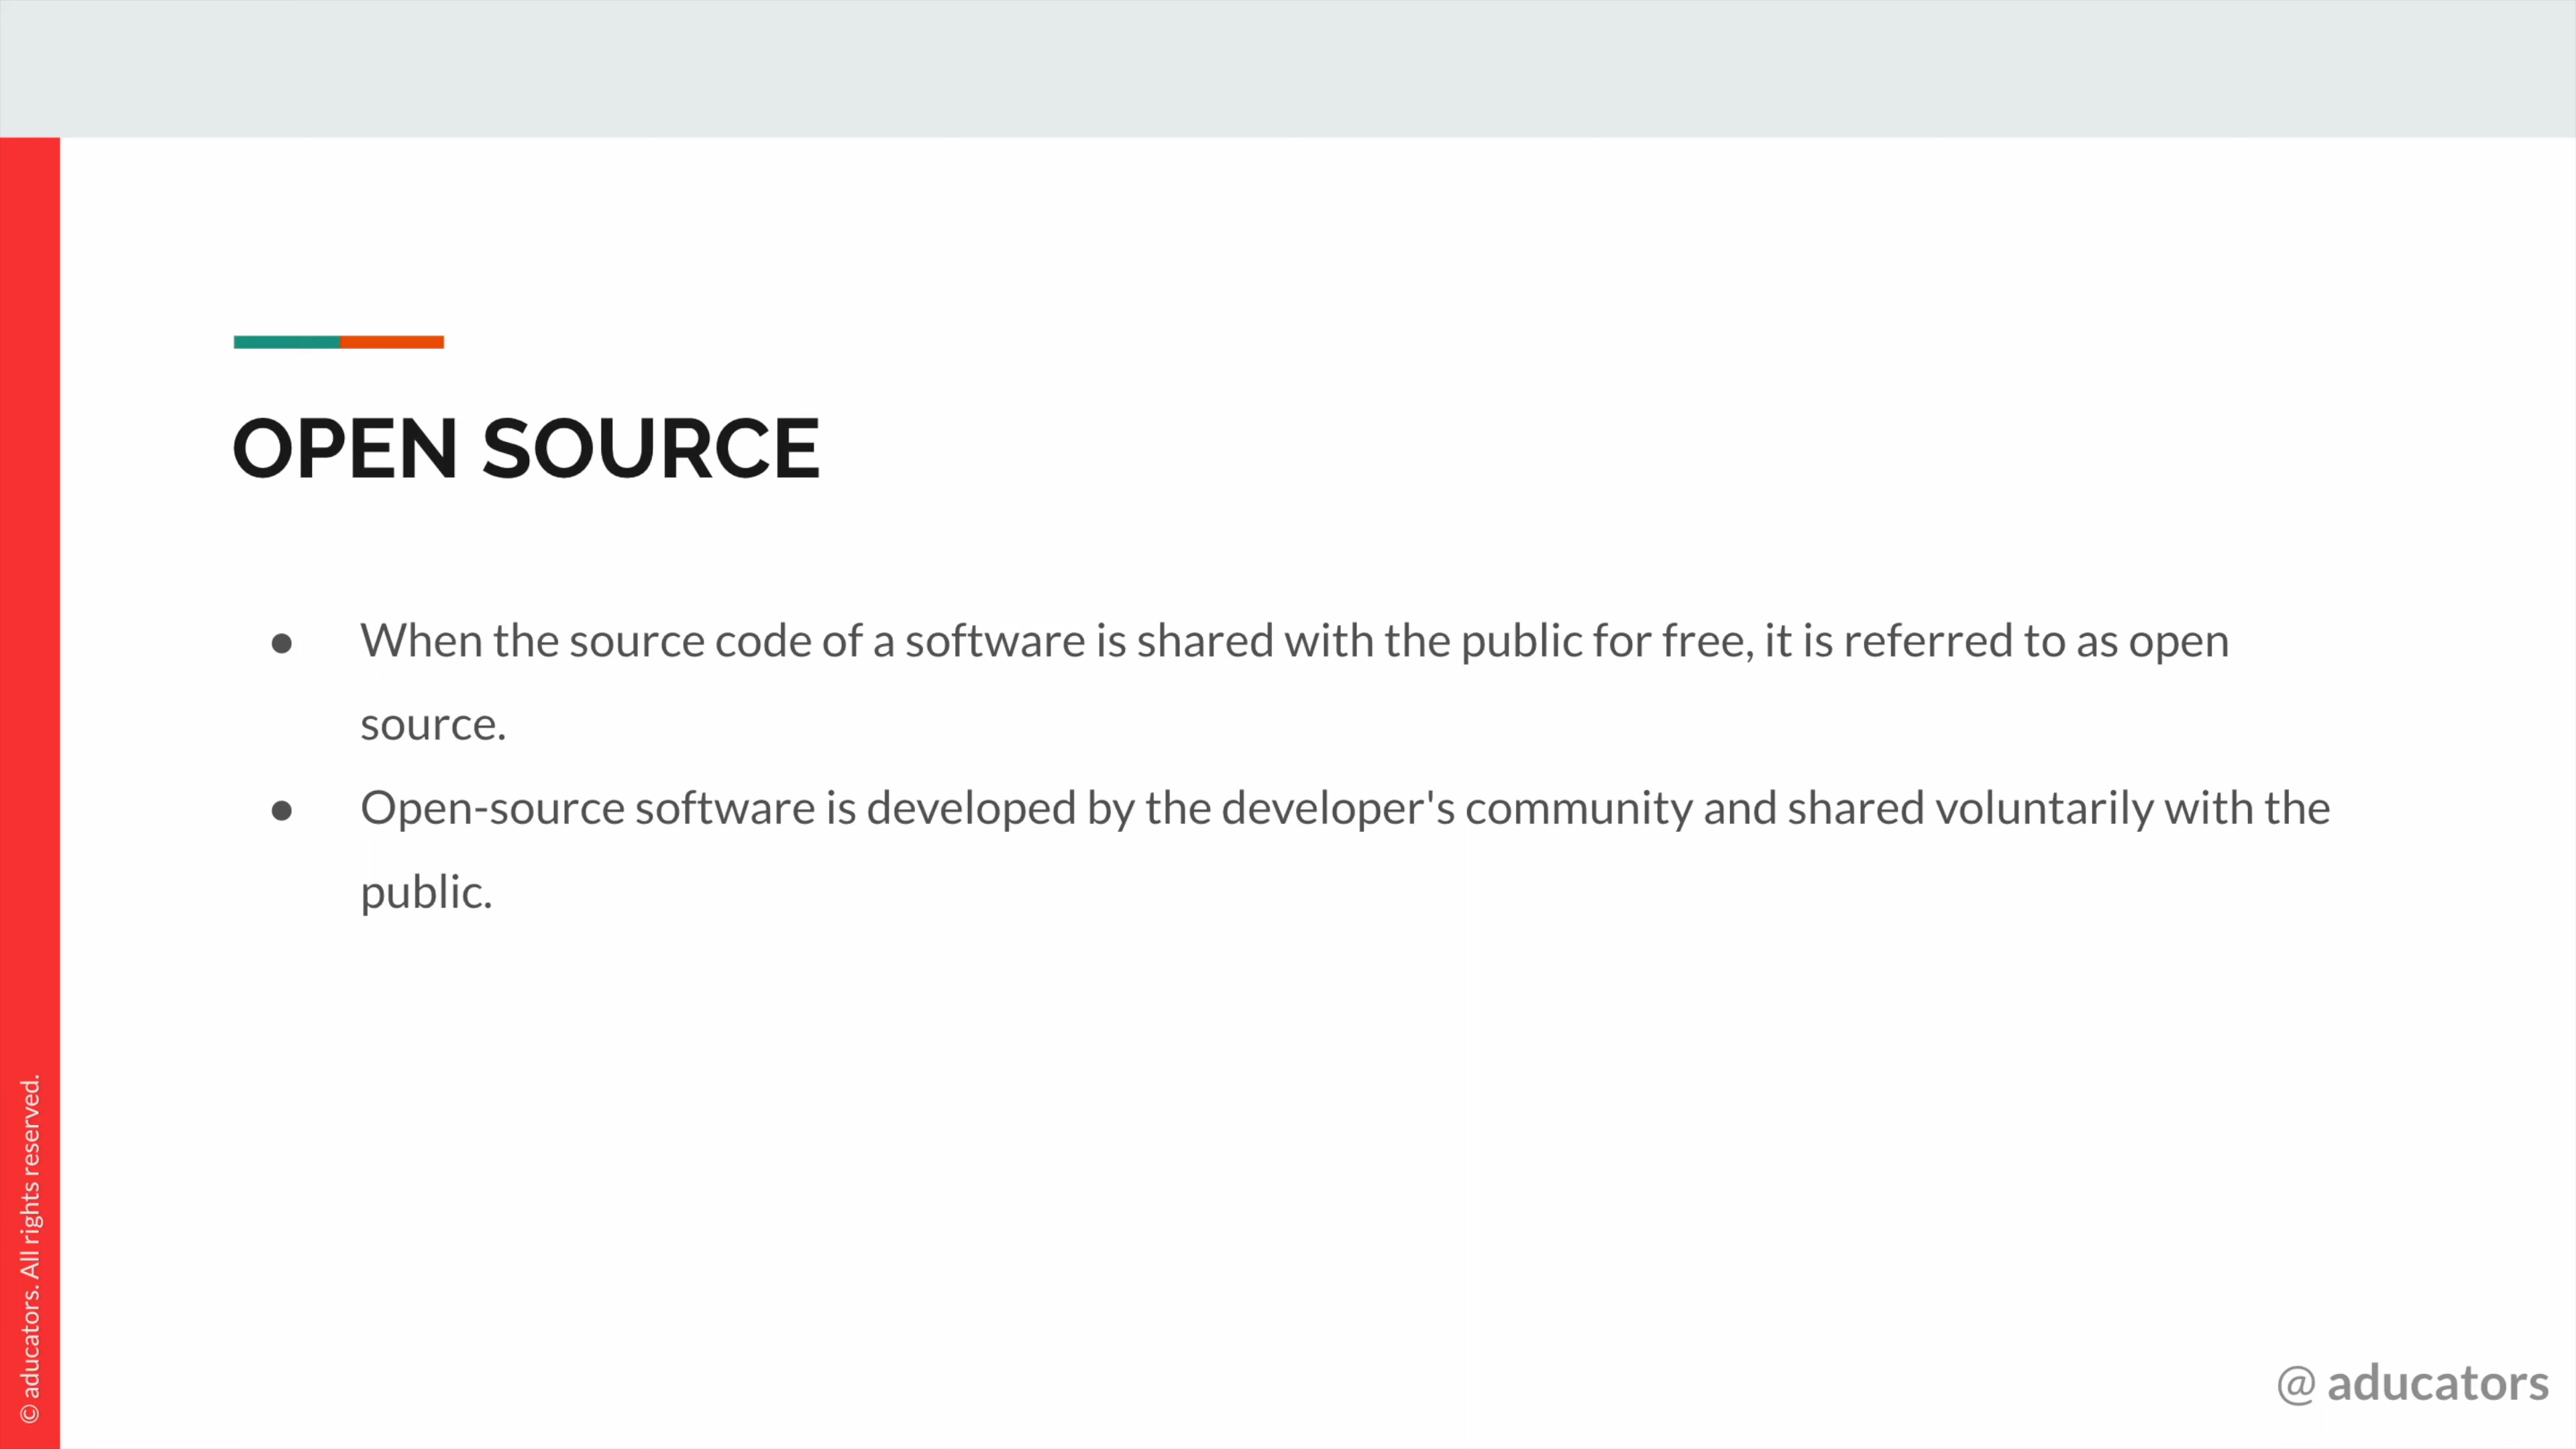 OPEN SOURCE
● When the source code of a software is shared with the public for free, it is referred to as open
source.
● Open-source software is developed by the developer's community and shared voluntarily with the
public.
© aducators. All rights reserved.
@ aducators